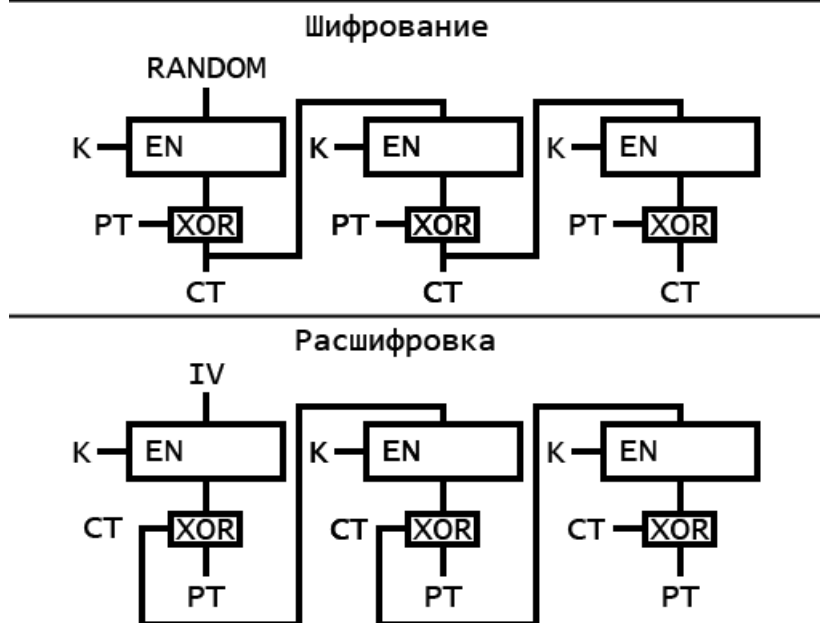 Шифрование
RANDOM
K EN K EN K EN
PT XOR PT XOR PT XOR
CT CT CT
Расшифровка
IV
K EN K EN K EN
CT XOR CT XOR CT XOR
PT PT PT